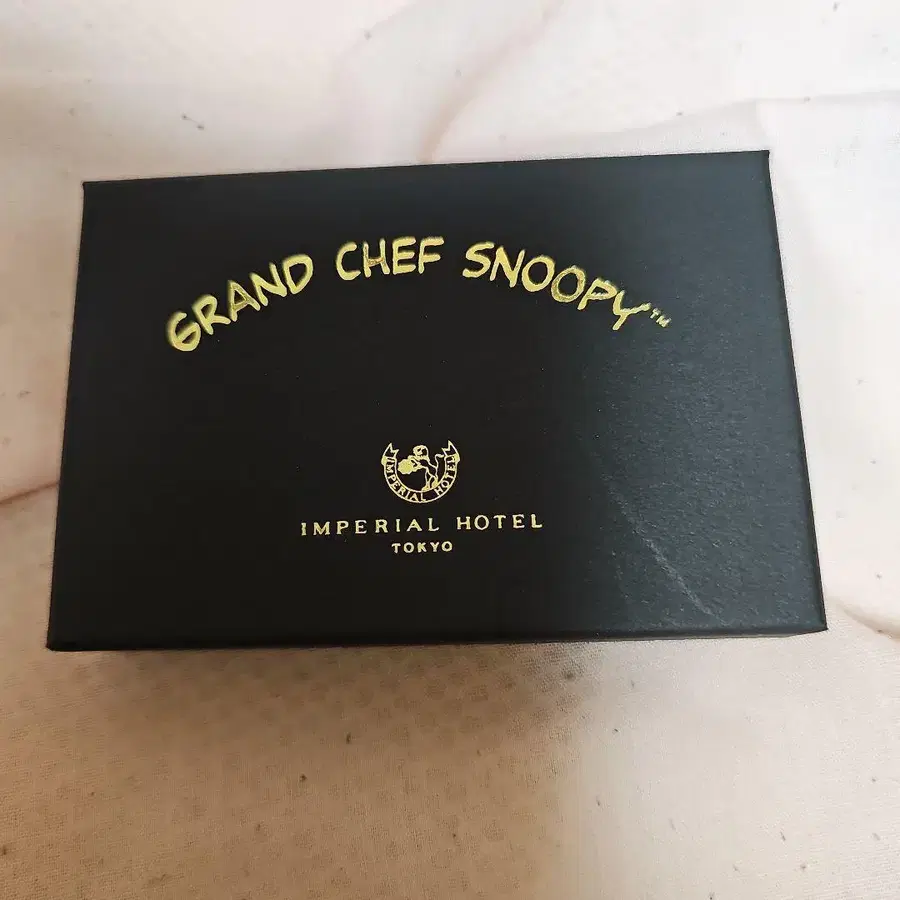 GRAND CHEF SNOOPY™
IMPERIAL HOTEL
IMPERIAL HOTEL
TOKYO